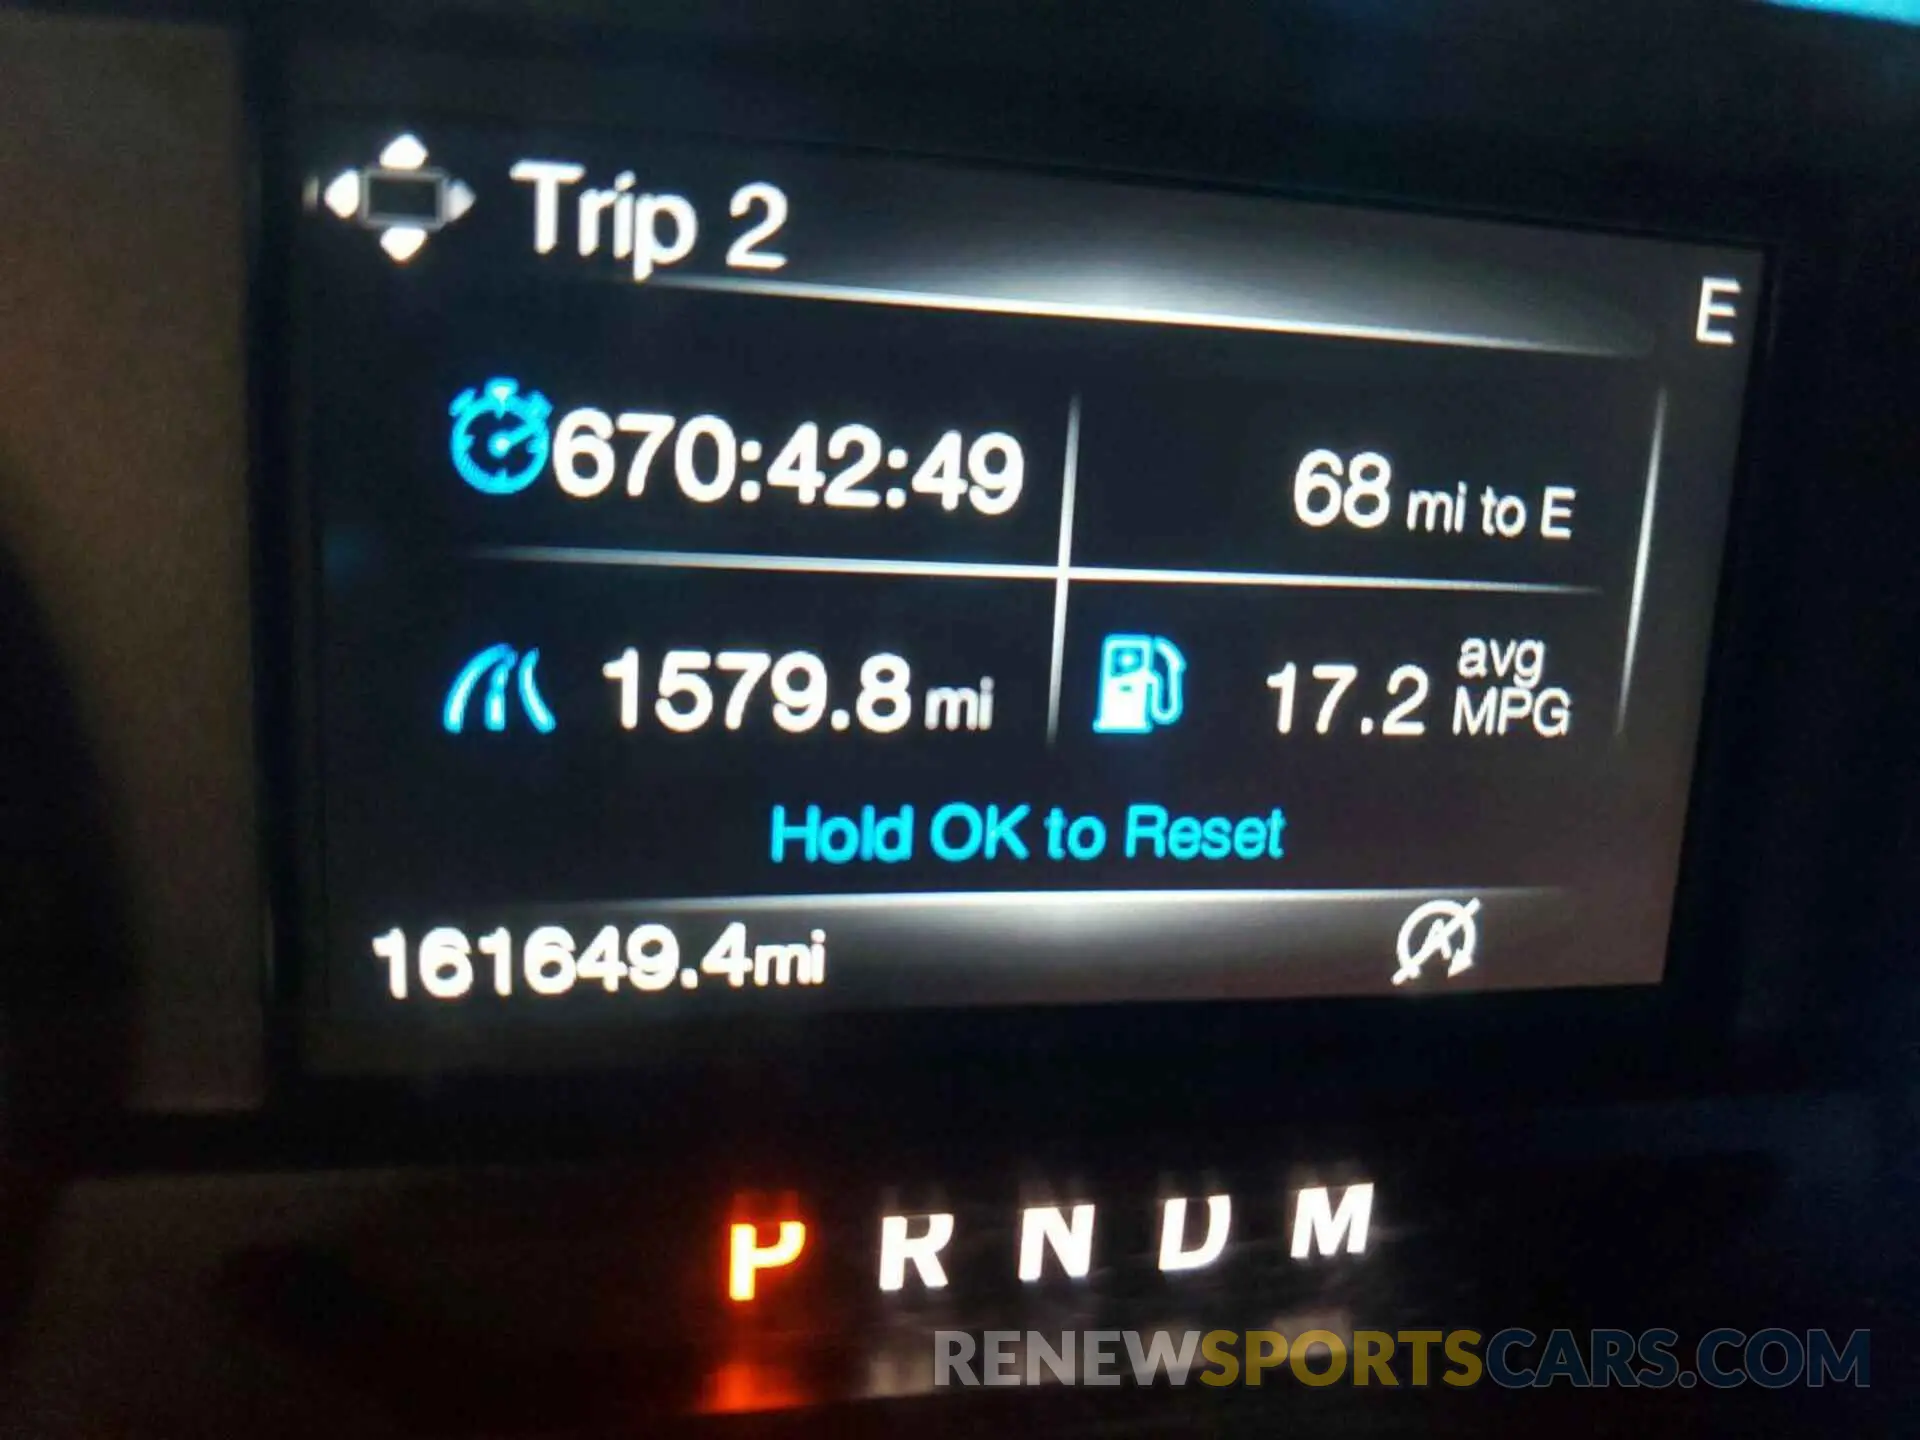 Trip 2
E
670:42:49
68 mi to E
1579.8 mi
17.2 avg MPG
Hold OK to Reset
161649.4mi
A
P R N D M
RENEWSPORTSCARS.COM